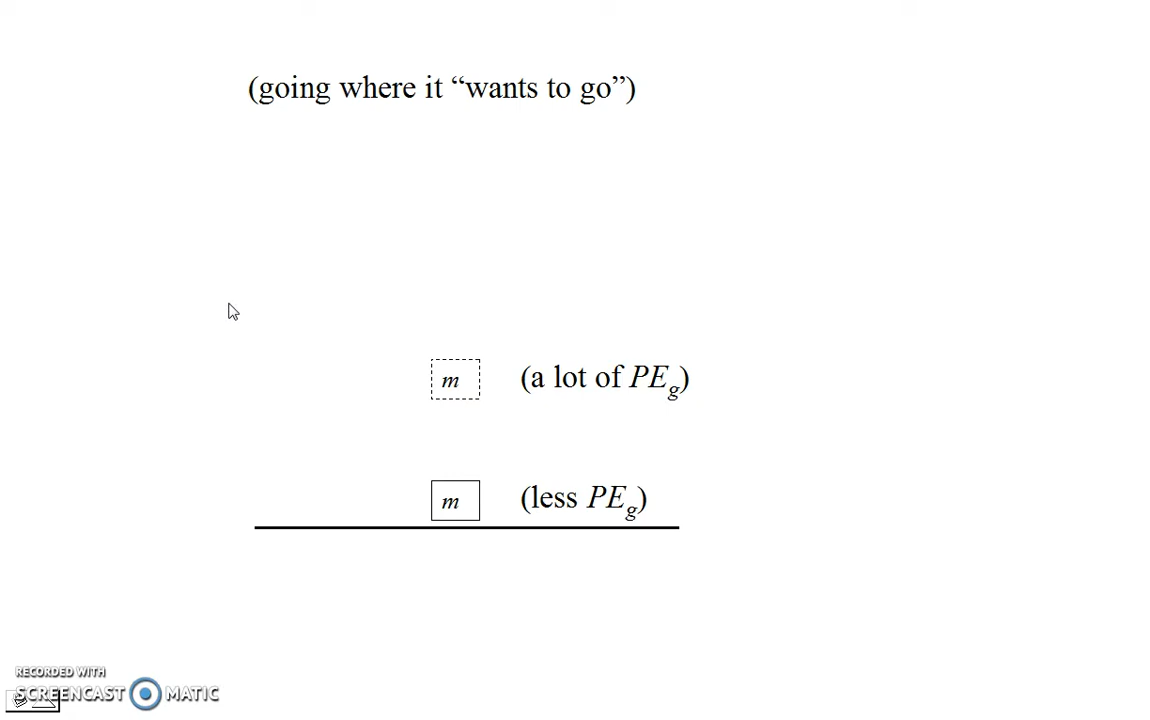 (going where it “wants to go”)
m (a lot of PEg)
m (less PEg)
RECORDED WITH
SCREENCAST MATIC